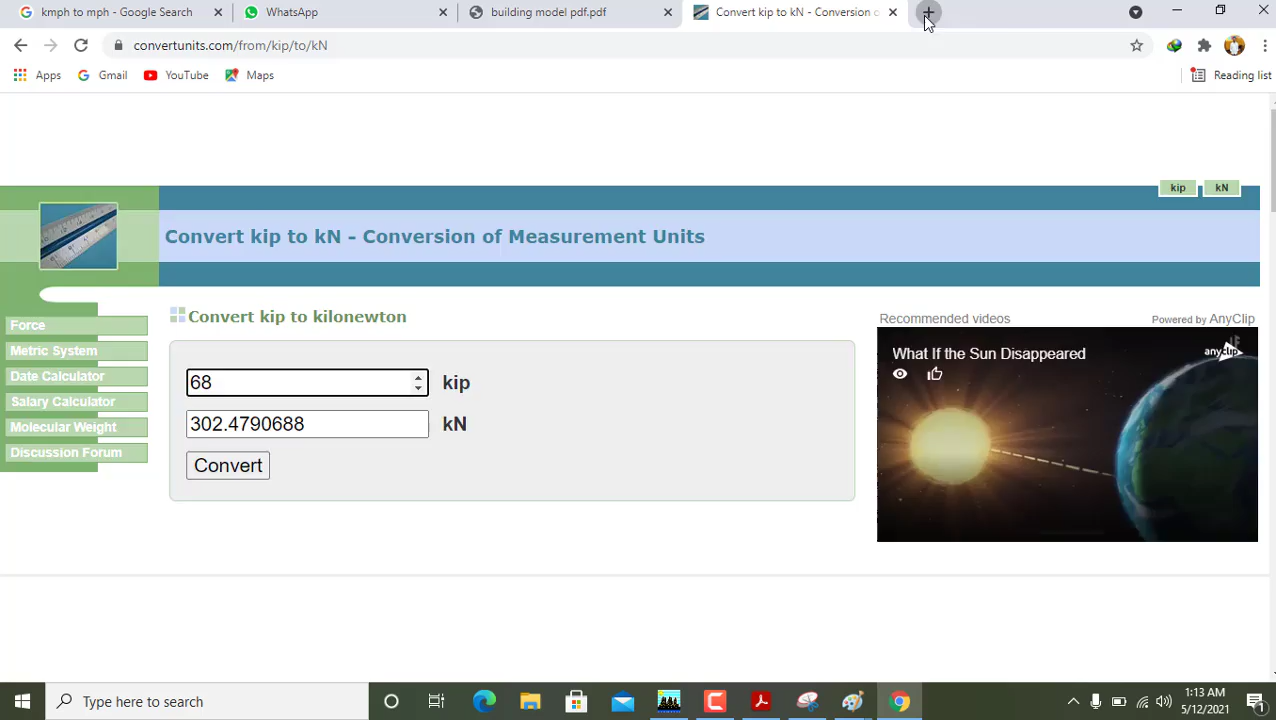 kmph to mph - Google Search
WhatsApp
building model pdf.pdf
Convert kip to kN - Conversion o
convertunits.com/from/kip/to/kN
Apps
Gmail
YouTube
Maps
Reading list
kip
kN
Convert kip to kN - Conversion of Measurement Units
Force
Metric System
Date Calculator
Salary Calculator
Molecular Weight
Discussion Forum
Convert kip to kilonewton
68
kip
302.4790688
kN
Convert
Recommended videos
Powered by AnyClip
What If the Sun Disappeared
anyclip
Type here to search
1:13 AM
5/12/2021
1